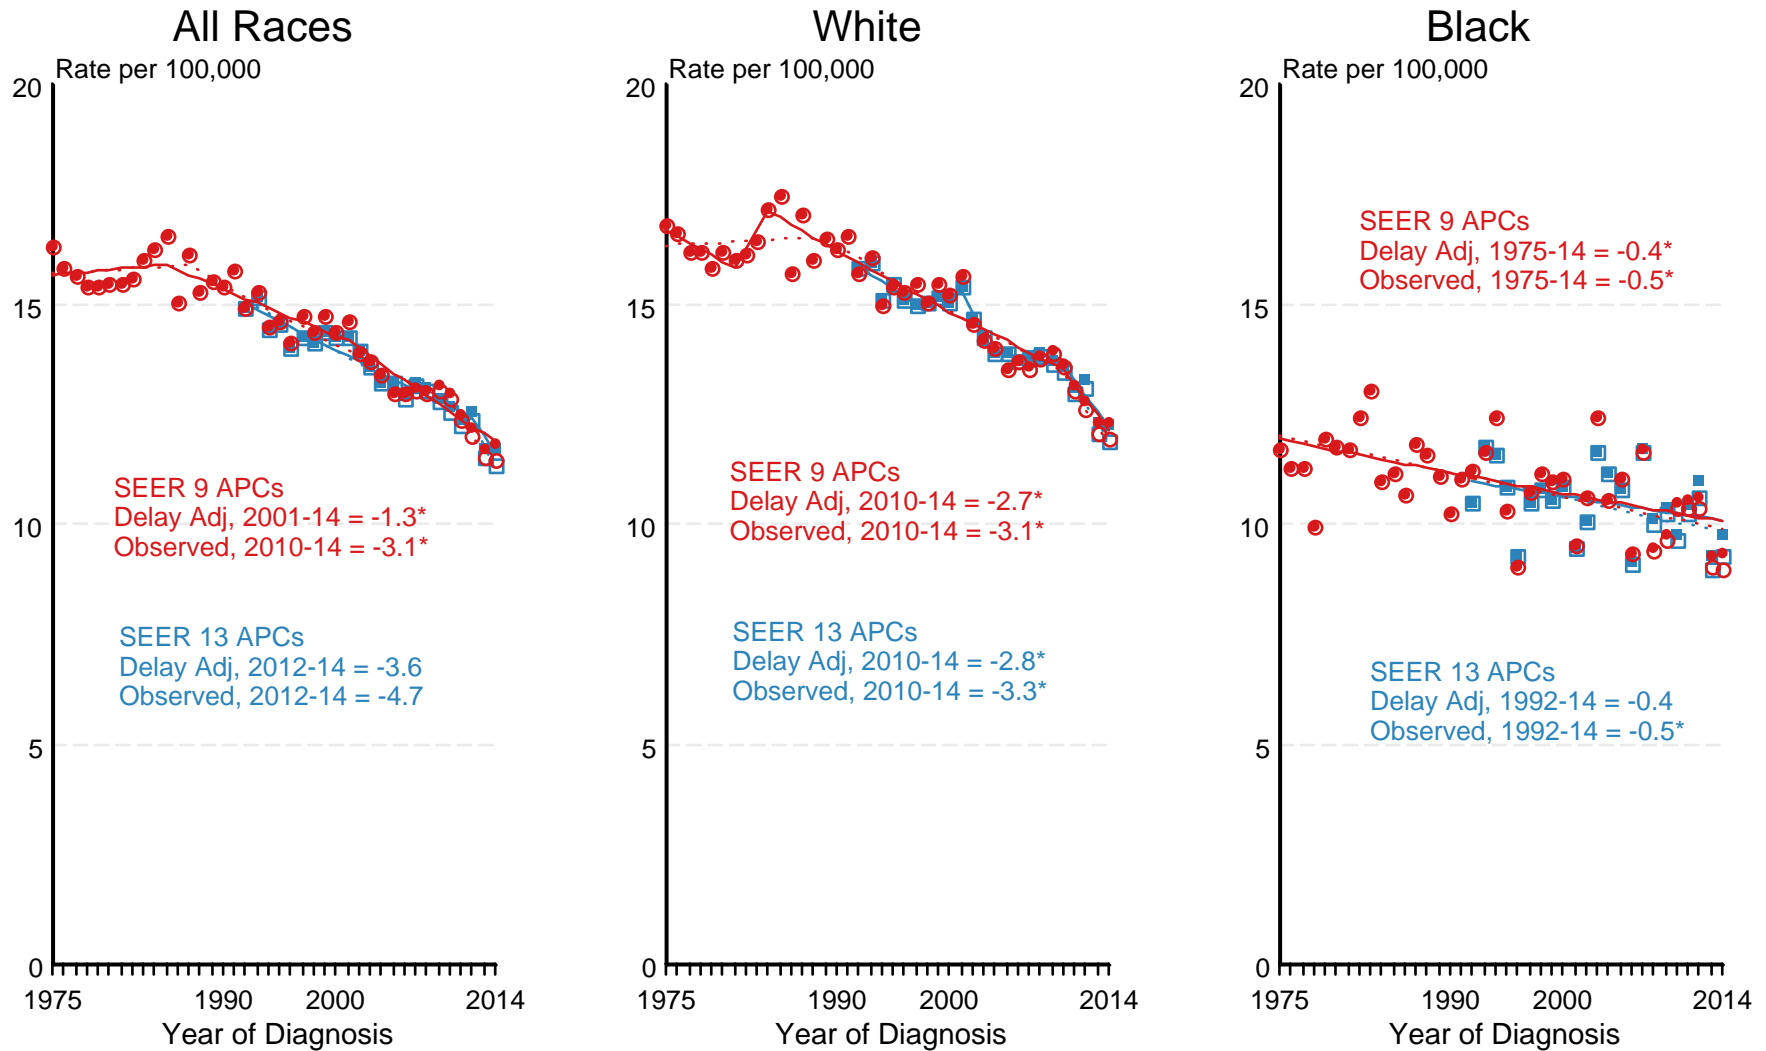 All Races
Rate per 100,000
20
15
10
5
0
SEER 9 APCs
Delay Adj, 2001-14 = -1.3*
Observed, 2010-14 = -3.1*
SEER 13 APCs
Delay Adj, 2012-14 = -3.6
Observed, 2012-14 = -4.7
1975 1990 2000 2014
Year of Diagnosis
White
Rate per 100,000
20
15
10
5
0
SEER 9 APCs
Delay Adj, 2010-14 = -2.7*
Observed, 2010-14 = -3.1*
SEER 13 APCs
Delay Adj, 2010-14 = -2.8*
Observed, 2010-14 = -3.3*
1975 1990 2000 2014
Year of Diagnosis
Black
Rate per 100,000
20
15
10
5
0
SEER 9 APCs
Delay Adj, 1975-14 = -0.4*
Observed, 1975-14 = -0.5*
SEER 13 APCs
Delay Adj, 1992-14 = -0.4
Observed, 1992-14 = -0.5*
1975 1990 2000 2014
Year of Diagnosis